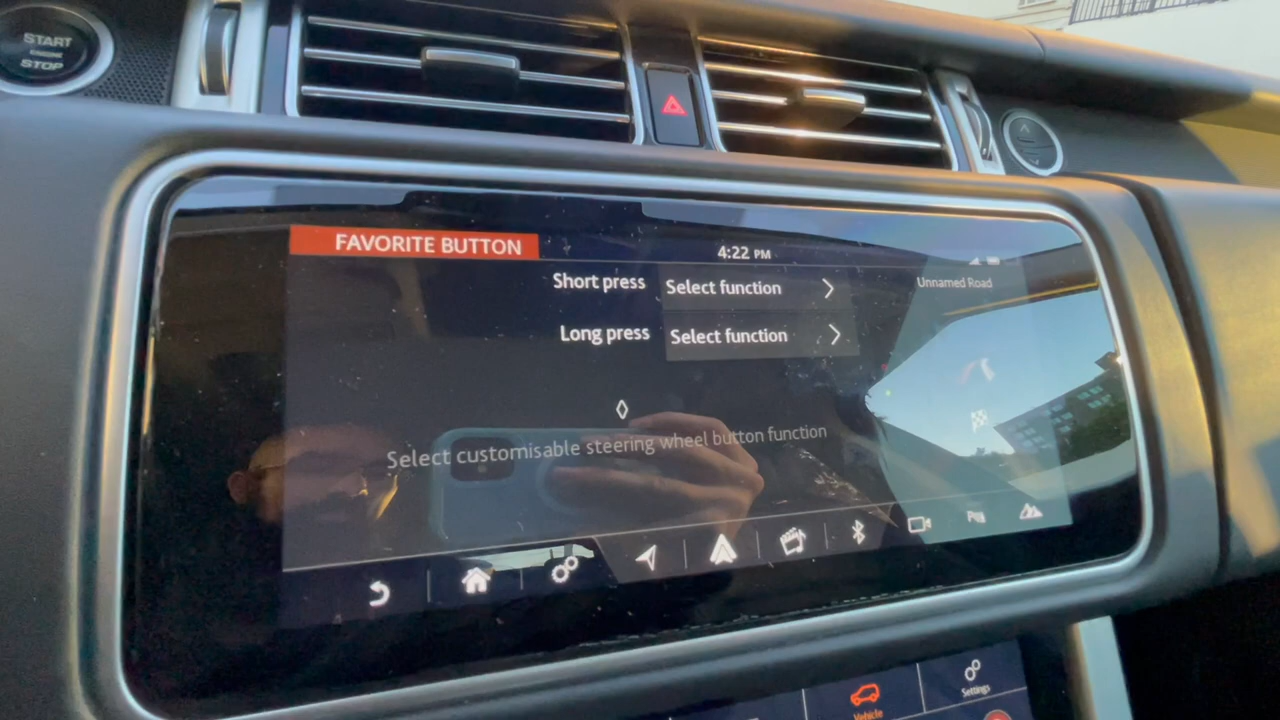 START
ENGINE
STOP
FAVORITE BUTTON
4:22 PM
Short press
Select function
Unnamed Road
Long press
Select function
Select customisable steering wheel button function
Vehicle
Settings